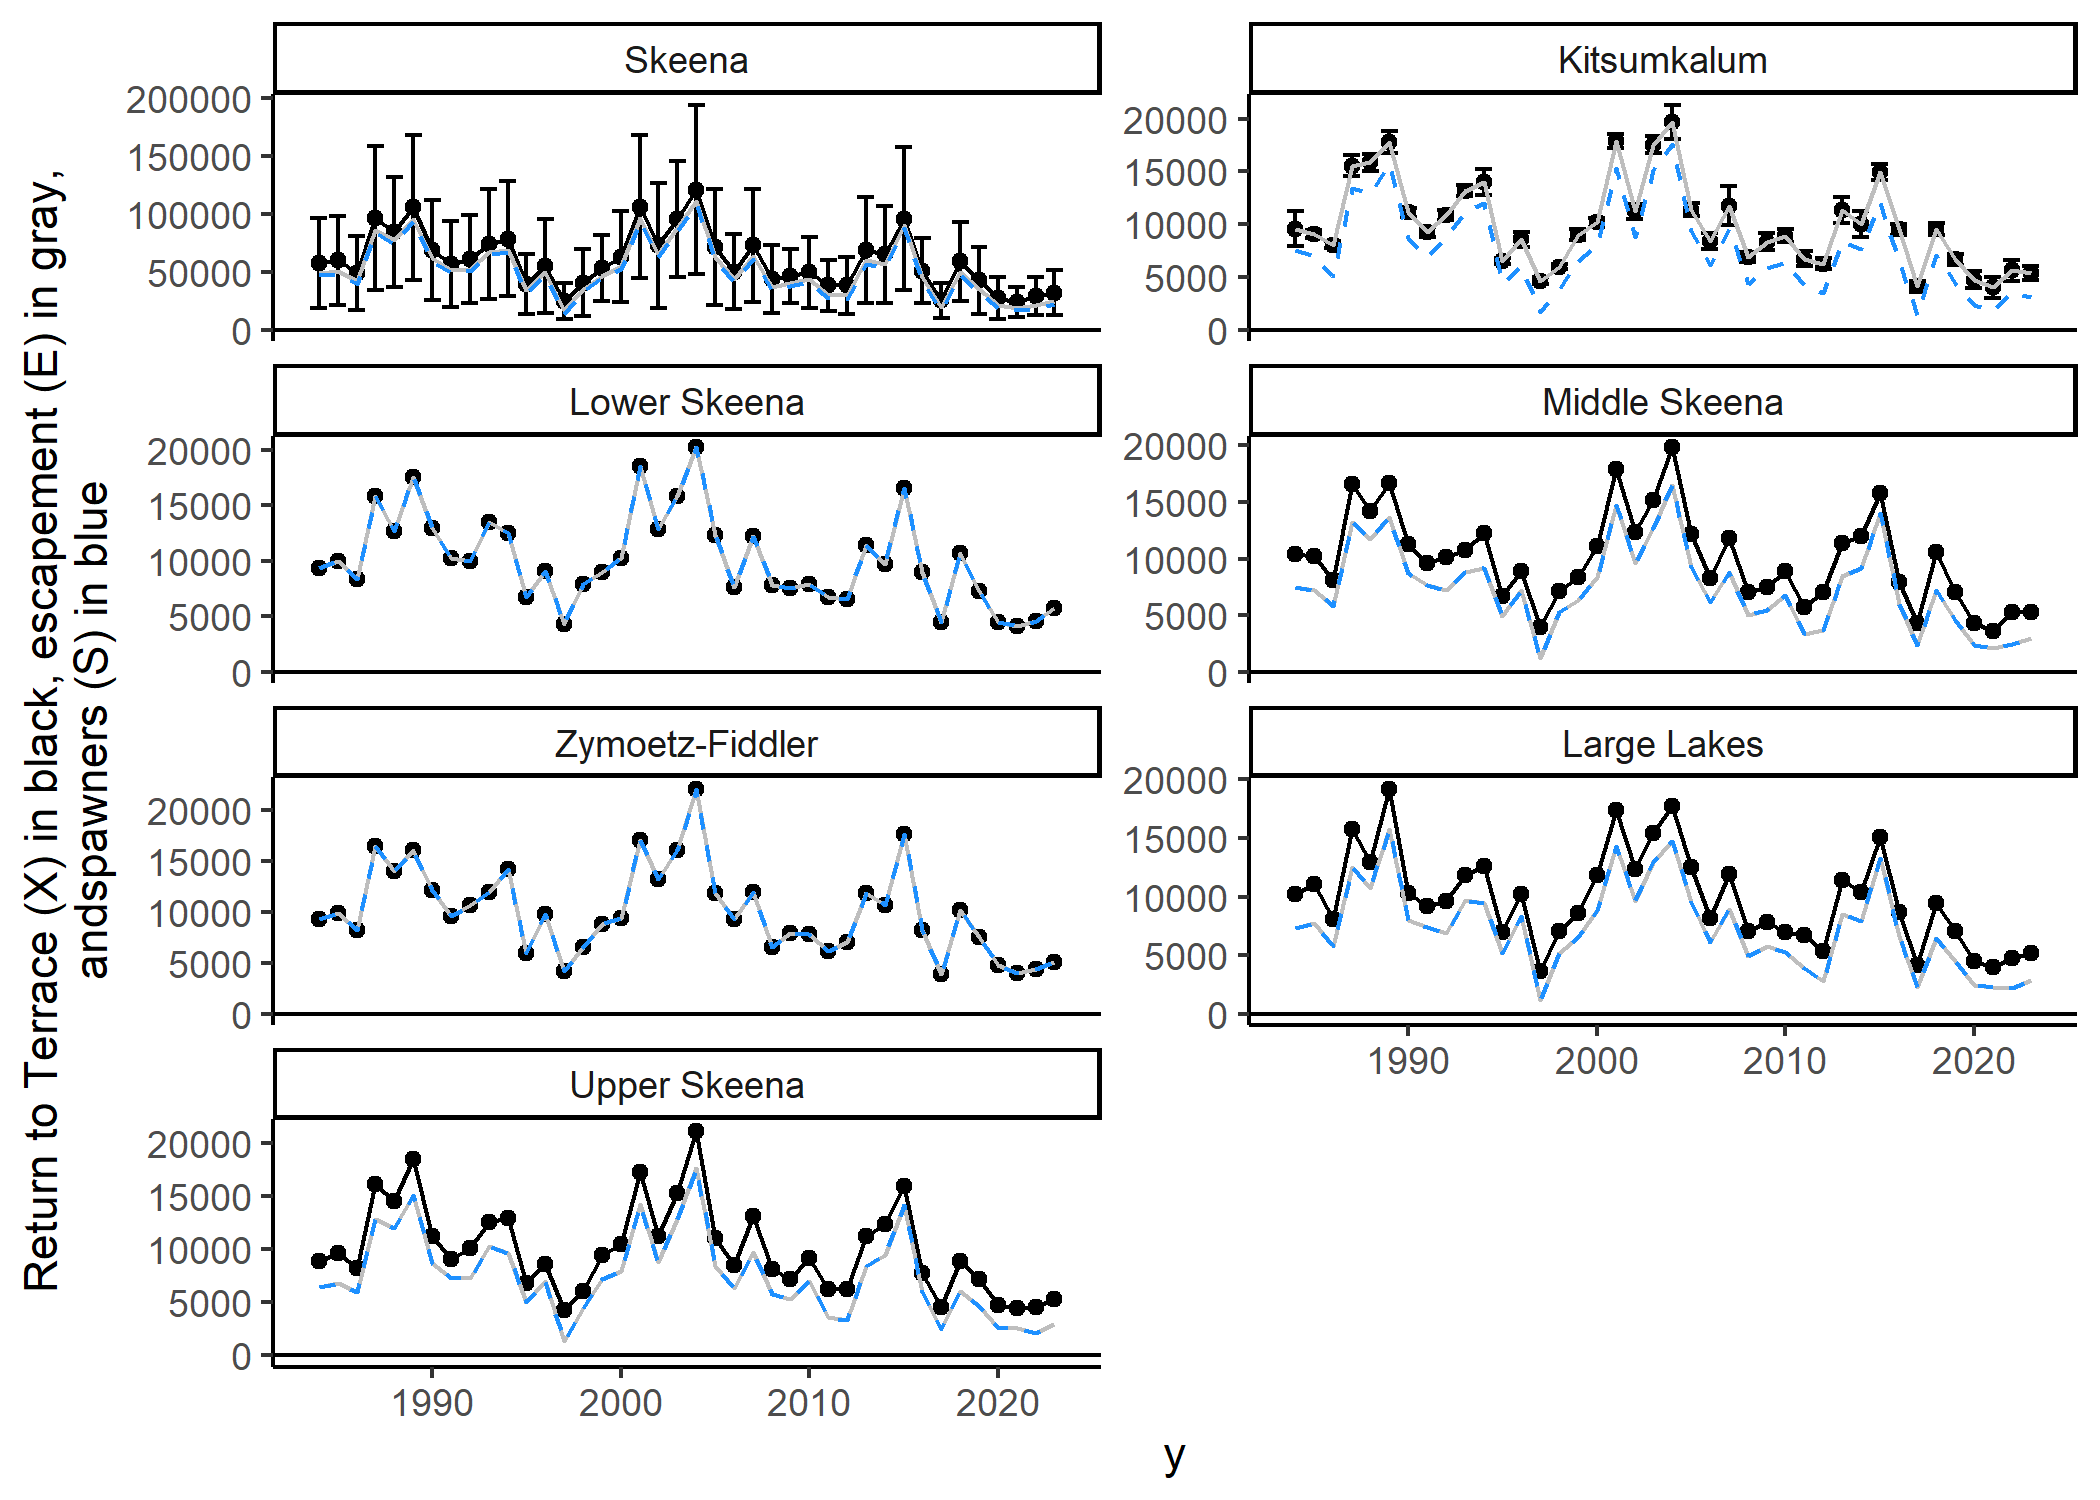 Return to Terrace (X) in black, escapement (E) in gray,
andspawners (S) in blue
Skeena
200000
150000
100000
50000
0
Kitsumkalum
20000
15000
10000
5000
0
Lower Skeena
20000
15000
10000
5000
0
Middle Skeena
20000
15000
10000
5000
0
Zymoetz-Fiddler
20000
15000
10000
5000
0
Large Lakes
20000
15000
10000
5000
0
1990 2000 2010 2020
Upper Skeena
20000
15000
10000
5000
0
1990 2000 2010 2020
y